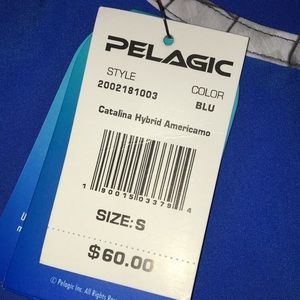 PELAGIC
STYLE COLOR
2002181003 BLU
Catalina Hybrid Americamo
1 90015 03379 4
SIZE: S
$60.00
© Pelagic Inc. All Rights Res